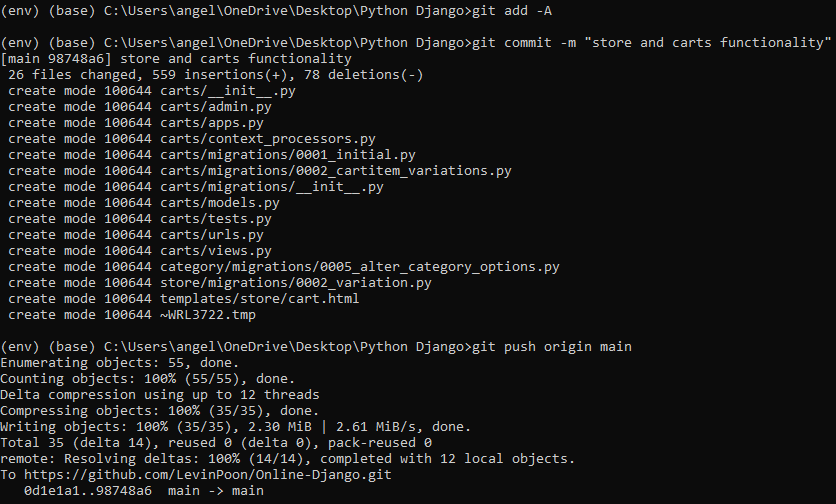 (env) (base) C:\Users\angel\OneDrive\Desktop\Python Django>git add -A
(env) (base) C:\Users\angel\OneDrive\Desktop\Python Django>git commit -m "store and carts functionality"
[main 98748a6] store and carts functionality
 26 files changed, 559 insertions(+), 78 deletions(-)
 create mode 100644 carts/__init__.py
 create mode 100644 carts/admin.py
 create mode 100644 carts/apps.py
 create mode 100644 carts/context_processors.py
 create mode 100644 carts/migrations/0001_initial.py
 create mode 100644 carts/migrations/0002_cartitem_variations.py
 create mode 100644 carts/migrations/__init__.py
 create mode 100644 carts/models.py
 create mode 100644 carts/tests.py
 create mode 100644 carts/urls.py
 create mode 100644 carts/views.py
 create mode 100644 category/migrations/0005_alter_category_options.py
 create mode 100644 store/migrations/0002_variation.py
 create mode 100644 templates/store/cart.html
 create mode 100644 ~WRL3722.tmp
(env) (base) C:\Users\angel\OneDrive\Desktop\Python Django>git push origin main
Enumerating objects: 55, done.
Counting objects: 100% (55/55), done.
Delta compression using up to 12 threads
Compressing objects: 100% (35/35), done.
Writing objects: 100% (35/35), 2.30 MiB | 2.61 MiB/s, done.
Total 35 (delta 14), reused 0 (delta 0), pack-reused 0
remote: Resolving deltas: 100% (14/14), completed with 12 local objects.
To https://github.com/LevinPoon/Online-Django.git
   0d1e1a1..98748a6  main -> main